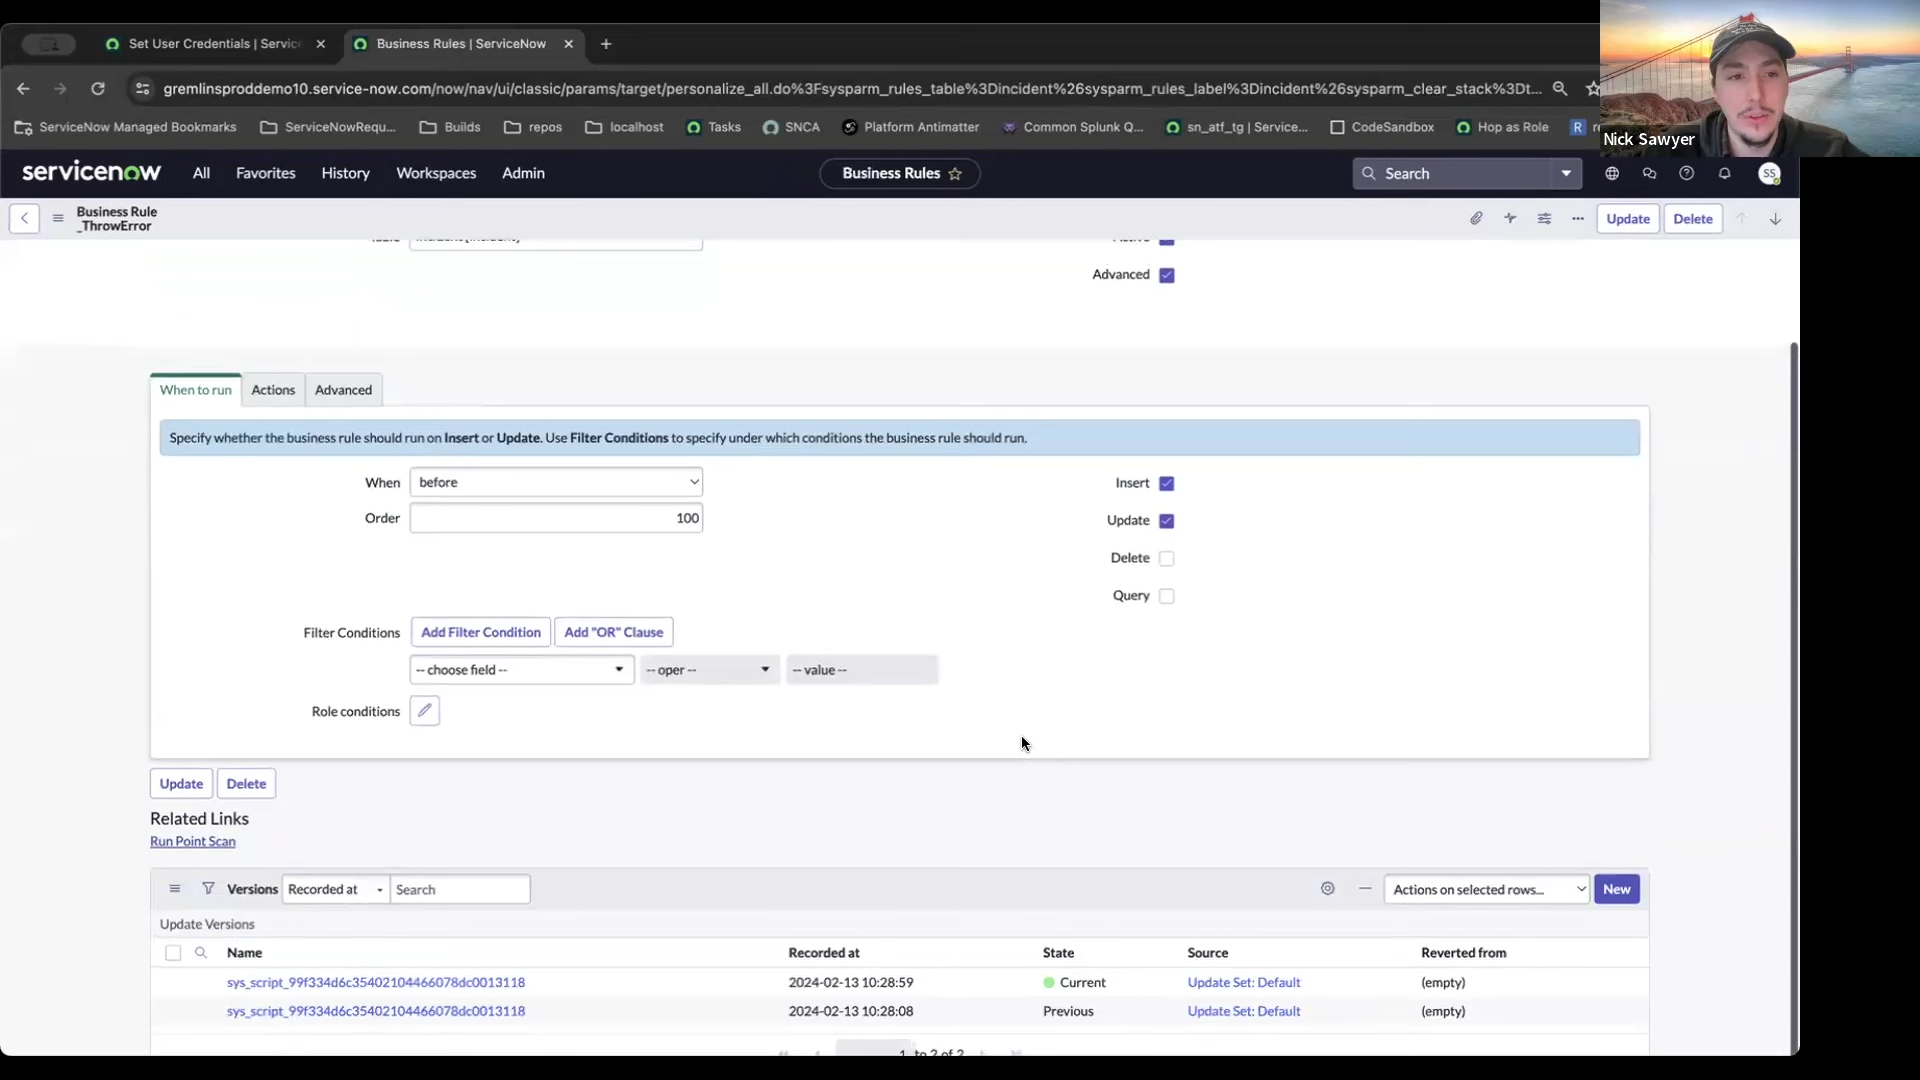 Set User Credentials | Servic
Business Rules | ServiceNow
gremlinsproddemo10.service-now.com/now/nav/ui/classic/params/target/personalize_all.do%3Fsysparm_rules_table%3Dincident%26sysparm_rules_label%3Dincident%26sysparm_clear_stack%3Dt...
ServiceNow Managed Bookmarks
ServiceNowRequ...
Builds
repos
localhost
Tasks
SNCA
Platform Antimatter
Common Splunk Q...
sn_atf_tg | Service...
CodeSandbox
Hop as Role
R
Nick Sawyer
servicenow
All
Favorites
History
Workspaces
Admin
Business Rules
Search
SS
Business Rule
_ThrowError
Update
Delete
Advanced
When to run
Actions
Advanced
Specify whether the business rule should run on Insert or Update. Use Filter Conditions to specify under which conditions the business rule should run.
When
before
Insert
Order
100
Update
Delete
Query
Filter Conditions
Add Filter Condition
Add "OR" Clause
-- choose field --
-- oper --
-- value --
Role conditions
Update
Delete
Related Links
Run Point Scan
Versions
Recorded at
Search
Actions on selected rows...
New
Update Versions
Name
Recorded at
State
Source
Reverted from
sys_script_99f334d6c35402104466078dc0013118
2024-02-13 10:28:59
Current
Update Set: Default
(empty)
sys_script_99f334d6c35402104466078dc0013118
2024-02-13 10:28:08
Previous
Update Set: Default
(empty)
1 to 2 of 2